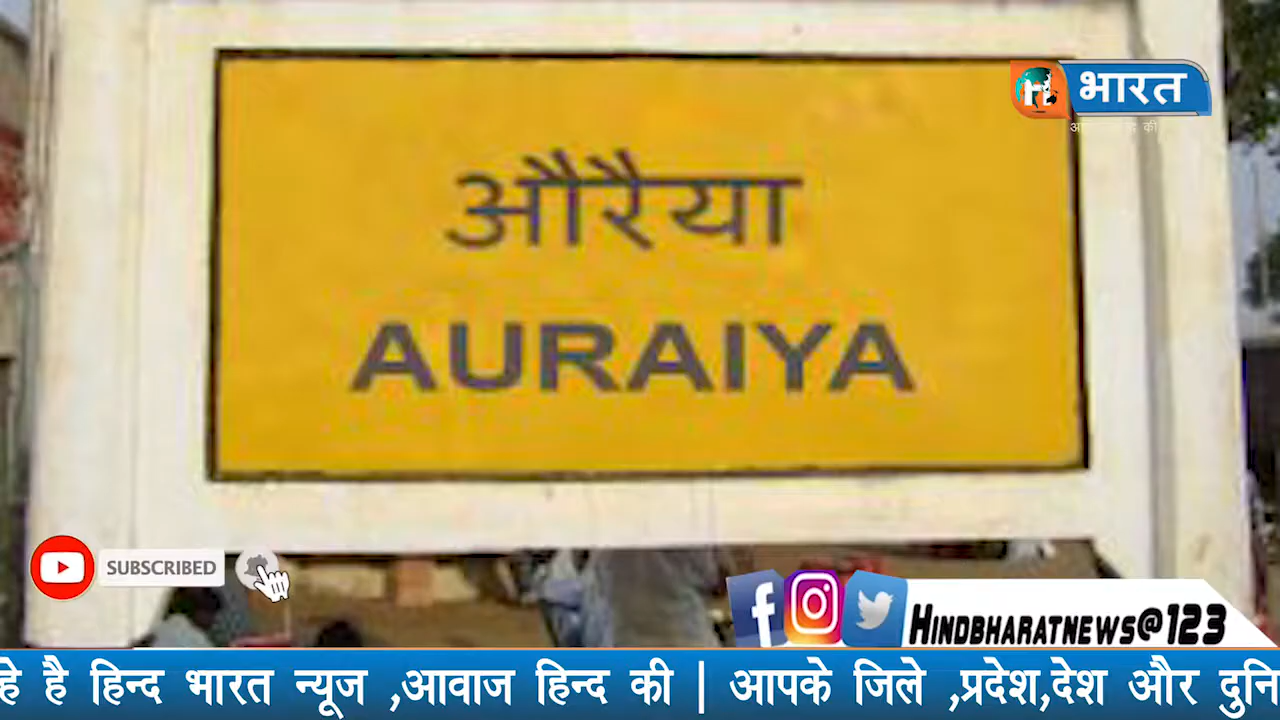 भारत
औरैया
AURAIYA
SUBSCRIBED
HINDBHARATNEWS@123
हे है हिन्द भारत न्यूज ,आवाज हिन्द की | आपके जिले ,प्रदेश,देश और दुनि